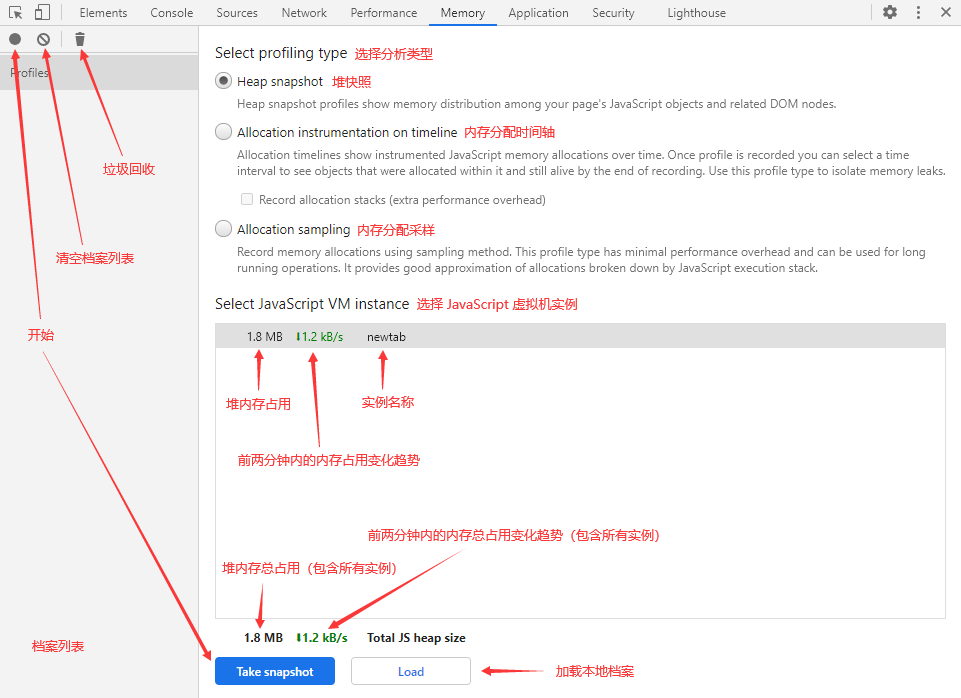 Elements Console Sources Network Performance Memory Application Security Lighthouse
Profiles
垃圾回收
清空档案列表
开始
档案列表
Select profiling type 选择分析类型
Heap snapshot 堆快照
Heap snapshot profiles show memory distribution among your page's JavaScript objects and related DOM nodes.
Allocation instrumentation on timeline 内存分配时间轴
Allocation timelines show instrumented JavaScript memory allocations over time. Once profile is recorded you can select a time
interval to see objects that were allocated within it and still alive by the end of recording. Use this profile type to isolate memory leaks.
Record allocation stacks (extra performance overhead)
Allocation sampling 内存分配采样
Record memory allocations using sampling method. This profile type has minimal performance overhead and can be used for long
running operations. It provides good approximation of allocations broken down by JavaScript execution stack.
Select JavaScript VM instance 选择 JavaScript 虚拟机实例
1.8 MB ⬇1.2 kB/s newtab
堆内存占用
实例名称
前两分钟内的内存占用变化趋势
前两分钟内的内存总占用变化趋势（包含所有实例）
堆内存总占用（包含所有实例）
1.8 MB ⬇1.2 kB/s Total JS heap size
Take snapshot Load 加载本地档案